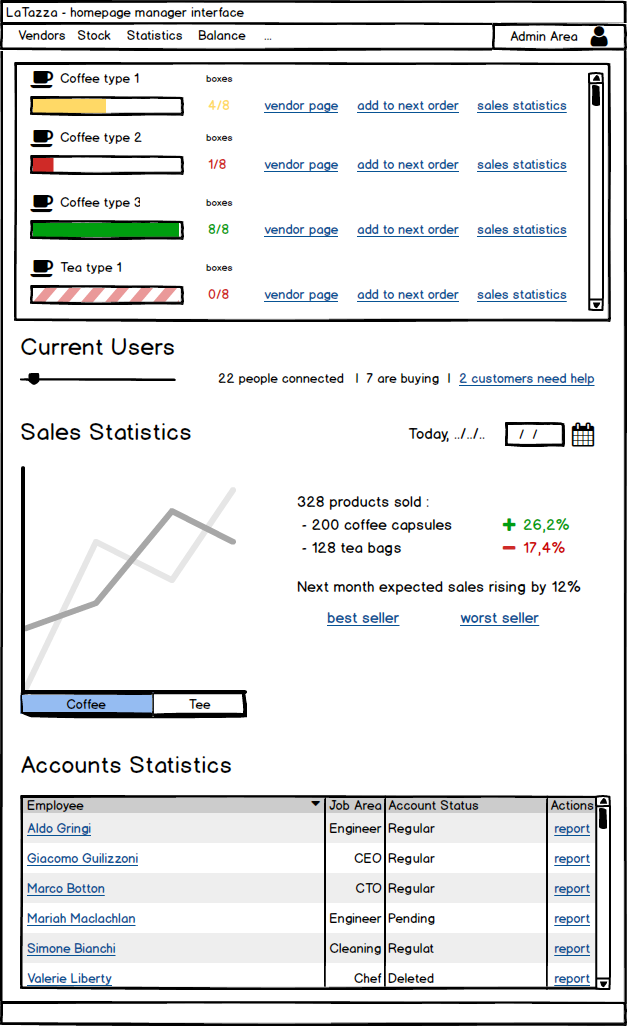 LaTazza - homepage manager interface
Vendors Stock Statistics Balance ... Admin Area
Coffee type 1 boxes
4/8 vendor page add to next order sales statistics
Coffee type 2 boxes
1/8 vendor page add to next order sales statistics
Coffee type 3 boxes
8/8 vendor page add to next order sales statistics
Tea type 1 boxes
0/8 vendor page add to next order sales statistics
Current Users
22 people connected | 7 are buying | 2 customers need help
Sales Statistics Today, ../../.. / /
328 products sold :
- 200 coffee capsules + 26,2%
- 128 tea bags - 17,4%
Next month expected sales rising by 12%
best seller worst seller
Coffee Tee
Accounts Statistics
Employee Job Area Account Status Actions
Aldo Gringi Engineer Regular report
Giacomo Guilizzoni CEO Regular report
Marco Botton CTO Regular report
Mariah Maclachlan Engineer Pending report
Simone Bianchi Cleaning Regulat report
Valerie Liberty Chef Deleted report